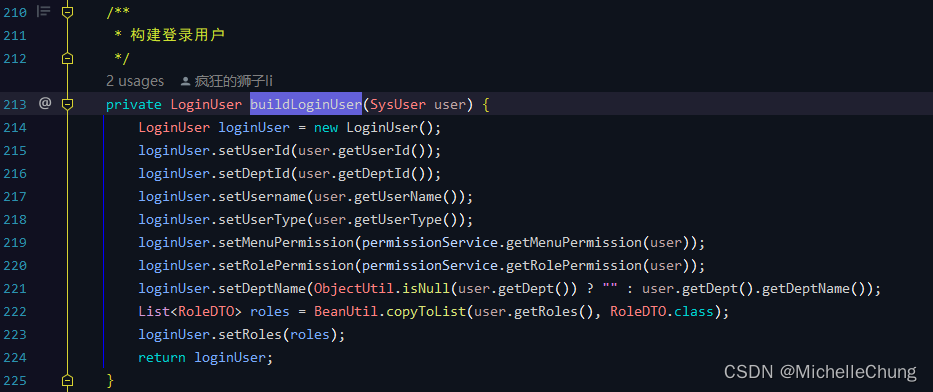 210 /**
211 * 构建登录用户
212 */
2 usages 疯狂的狮子li
213 @ private LoginUser buildLoginUser(SysUser user) {
214 LoginUser loginUser = new LoginUser();
215 loginUser.setUserId(user.getUserId());
216 loginUser.setDeptId(user.getDeptId());
217 loginUser.setUsername(user.getUserName());
218 loginUser.setUserType(user.getUserType());
219 loginUser.setMenuPermission(permissionService.getMenuPermission(user));
220 loginUser.setRolePermission(permissionService.getRolePermission(user));
221 loginUser.setDeptName(ObjectUtil.isNull(user.getDept()) ? "" : user.getDept().getDeptName());
222 List<RoleDTO> roles = BeanUtil.copyToList(user.getRoles(), RoleDTO.class);
223 loginUser.setRoles(roles);
224 return loginUser;
225 }
CSDN @MichelleChung